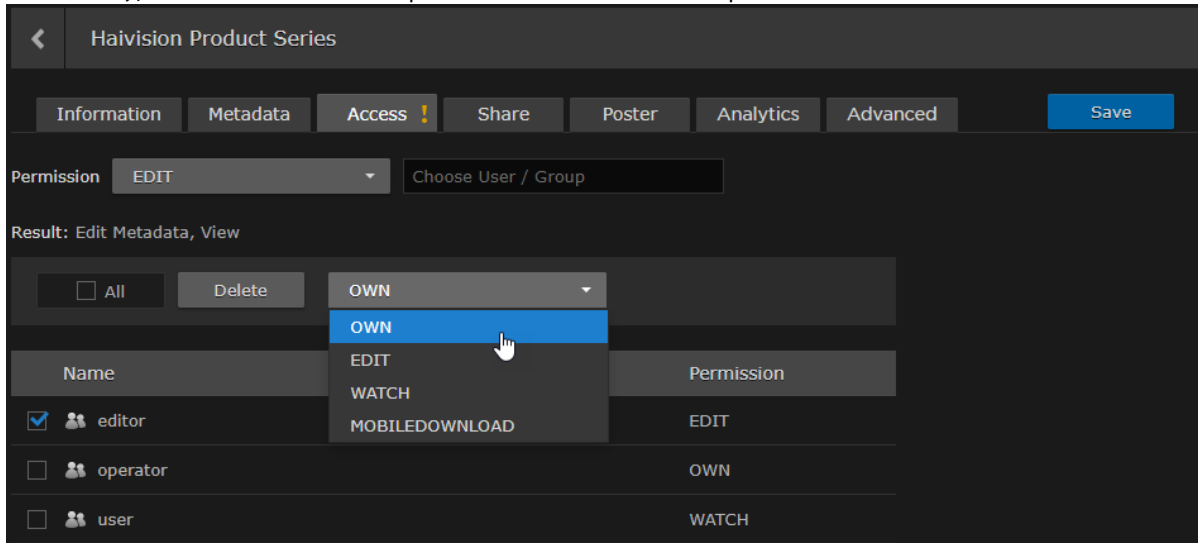 Haivision Product Series
Information Metadata Access ! Share Poster Analytics Advanced Save
Permission EDIT Choose User / Group
Result: Edit Metadata, View
All Delete OWN
OWN
EDIT
WATCH
MOBILEDOWNLOAD
Name Permission
editor EDIT
operator OWN
user WATCH